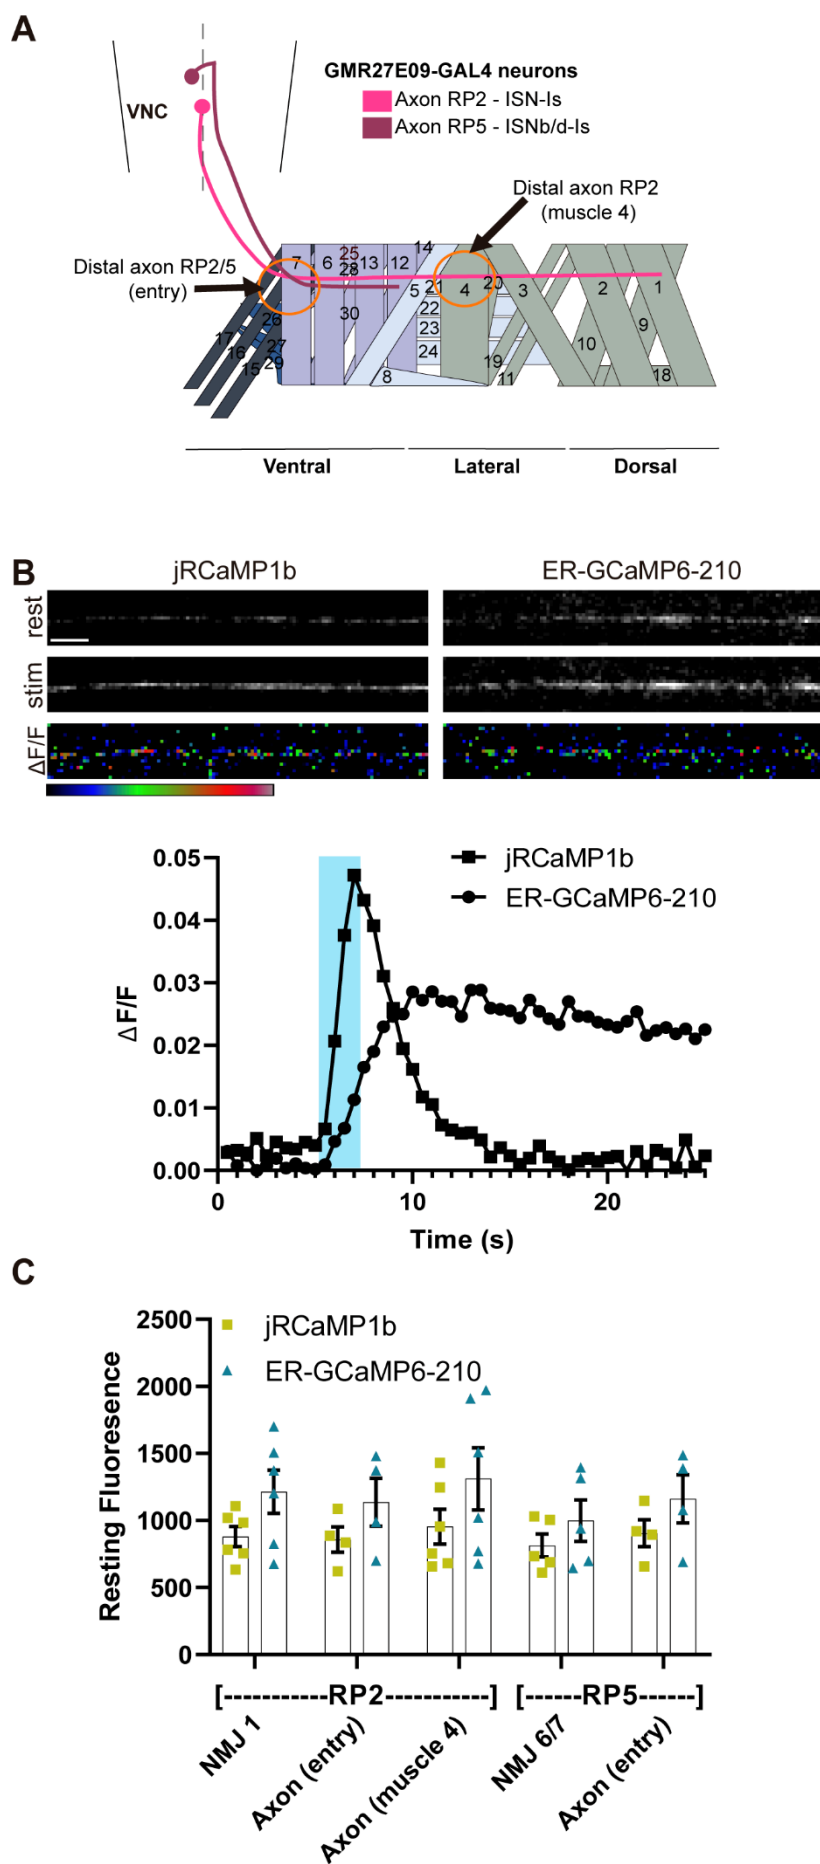 A
GMR27E09-GAL4 neurons
Axon RP2 - ISN-Is
Axon RP5 - ISNb/d-Is
VNC
Distal axon RP2
(muscle 4)
Distal axon RP2/5
(entry)
7 6 25 28 13 12 14 5 21 4 20 3 2 1
26 30 22 9
17 16 27 23 10
15 29 24 8 19 11 18
Ventral Lateral Dorsal
B
jRCaMP1b ER-GCaMP6-210
rest
stim
ΔF/F
jRCaMP1b
ER-GCaMP6-210
0.05
0.04
0.03
0.02
0.01
0.00
ΔF/F
0 10 20
Time (s)
C
jRCaMP1b
ER-GCaMP6-210
2500
2000
1500
1000
500
0
Resting Fluoresence
[------------RP2------------] [-------RP5------]
NMJ 1
Axon (entry)
Axon (muscle 4)
NMJ 6/7
Axon (entry)